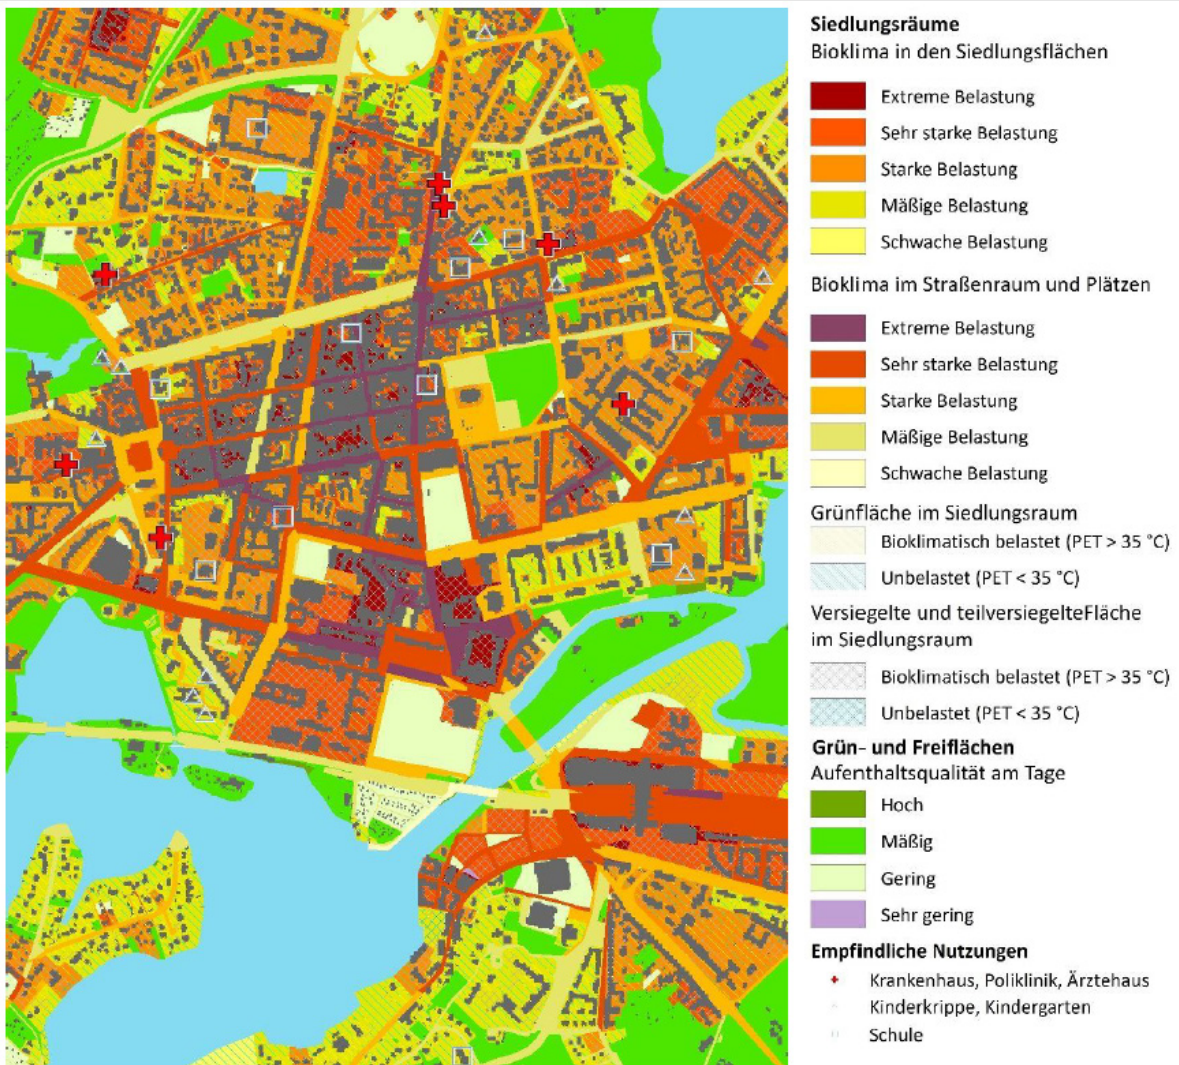 Siedlungsräume
Bioklima in den Siedlungsflächen
Extreme Belastung
Sehr starke Belastung
Starke Belastung
Mäßige Belastung
Schwache Belastung
Bioklima im Straßenraum und Plätzen
Extreme Belastung
Sehr starke Belastung
Starke Belastung
Mäßige Belastung
Schwache Belastung
Grünfläche im Siedlungsraum
Bioklimatisch belastet (PET > 35 °C)
Unbelastet (PET < 35 °C)
Versiegelte und teilversiegelteFläche
im Siedlungsraum
Bioklimatisch belastet (PET > 35 °C)
Unbelastet (PET < 35 °C)
Grün- und Freiflächen
Aufenthaltsqualität am Tage
Hoch
Mäßig
Gering
Sehr gering
Empfindliche Nutzungen
Krankenhaus, Poliklinik, Ärztehaus
Kinderkrippe, Kindergarten
Schule